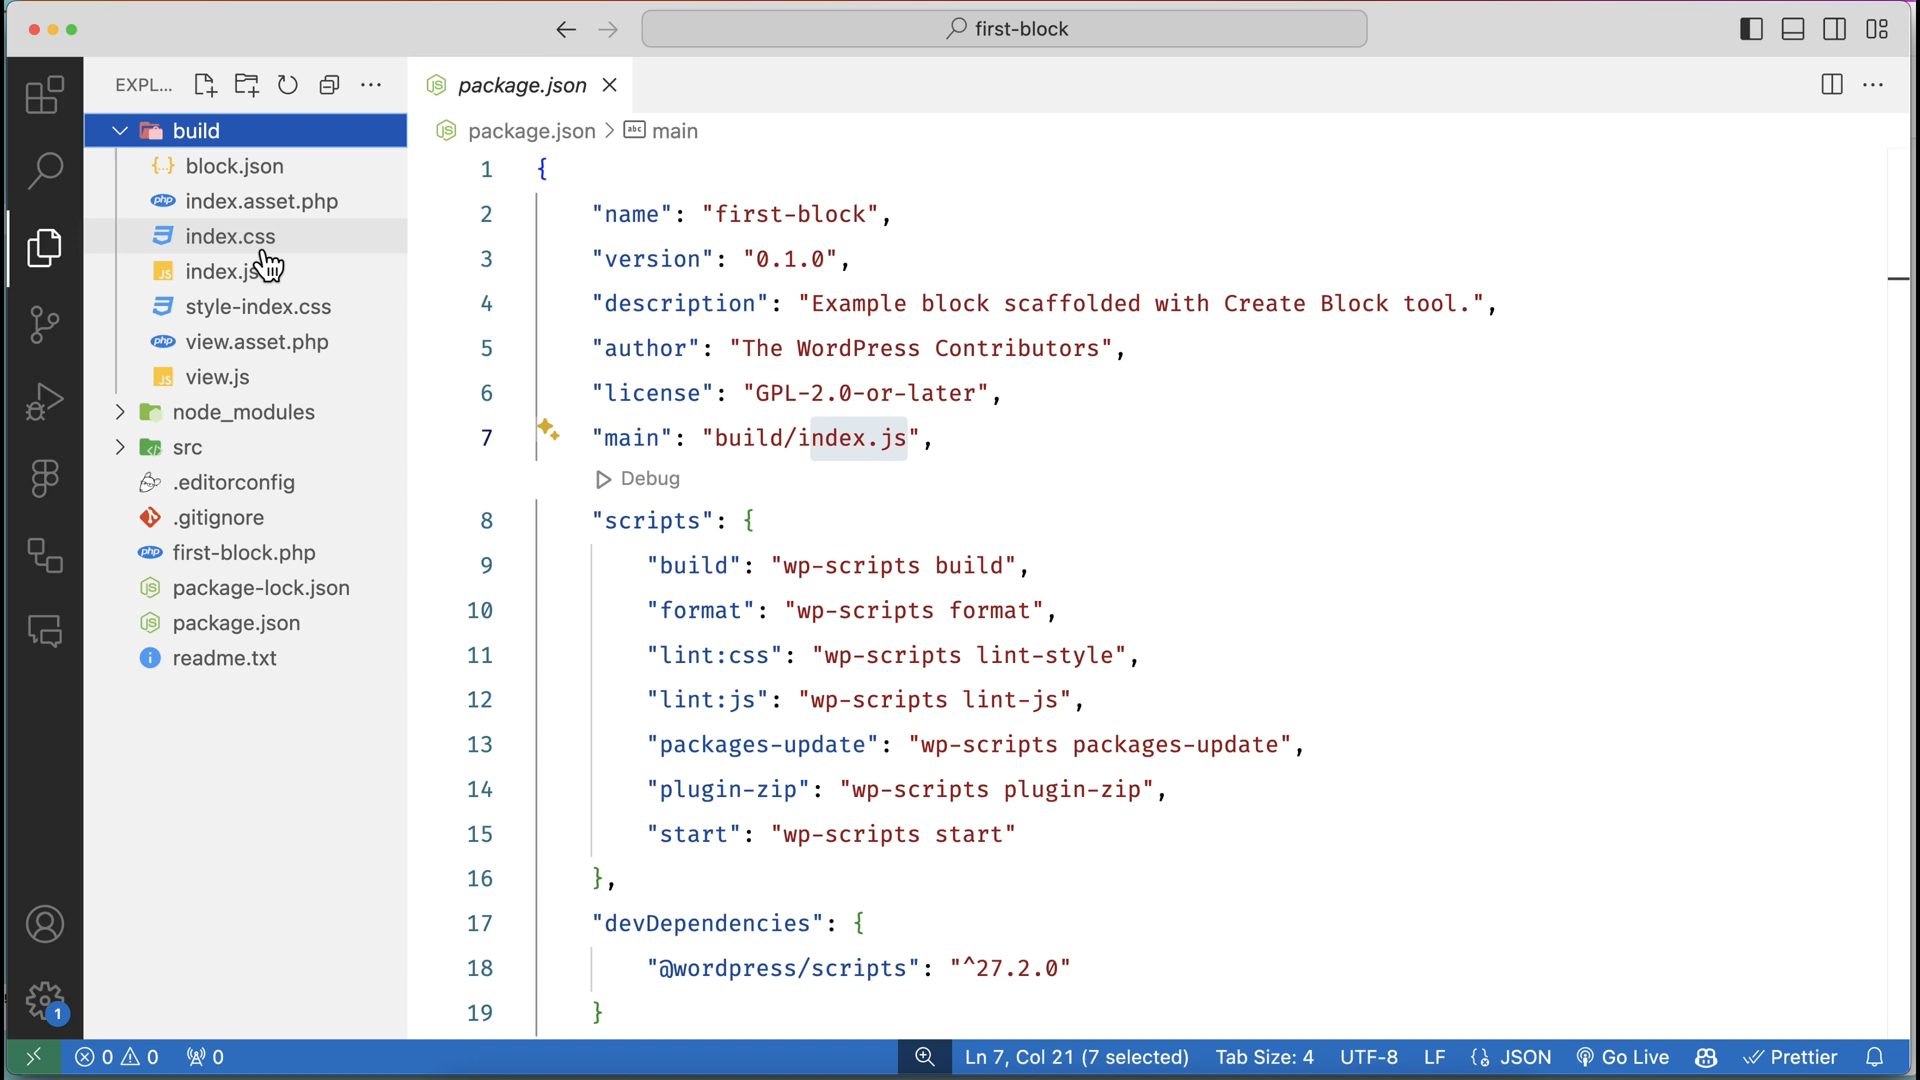 first-block
EXPL...
package.json
build
package.json > main
block.json
index.asset.php
index.css
index.js
style-index.css
view.asset.php
view.js
node_modules
src
.editorconfig
.gitignore
first-block.php
package-lock.json
package.json
readme.txt
1 {
2 "name": "first-block",
3 "version": "0.1.0",
4 "description": "Example block scaffolded with Create Block tool.",
5 "author": "The WordPress Contributors",
6 "license": "GPL-2.0-or-later",
7 "main": "build/index.js",
Debug
8 "scripts": {
9 "build": "wp-scripts build",
10 "format": "wp-scripts format",
11 "lint:css": "wp-scripts lint-style",
12 "lint:js": "wp-scripts lint-js",
13 "packages-update": "wp-scripts packages-update",
14 "plugin-zip": "wp-scripts plugin-zip",
15 "start": "wp-scripts start"
16 },
17 "devDependencies": {
18 "@wordpress/scripts": "^27.2.0"
19 }
1
0 0 0 Ln 7, Col 21 (7 selected) Tab Size: 4 UTF-8 LF JSON Go Live Prettier